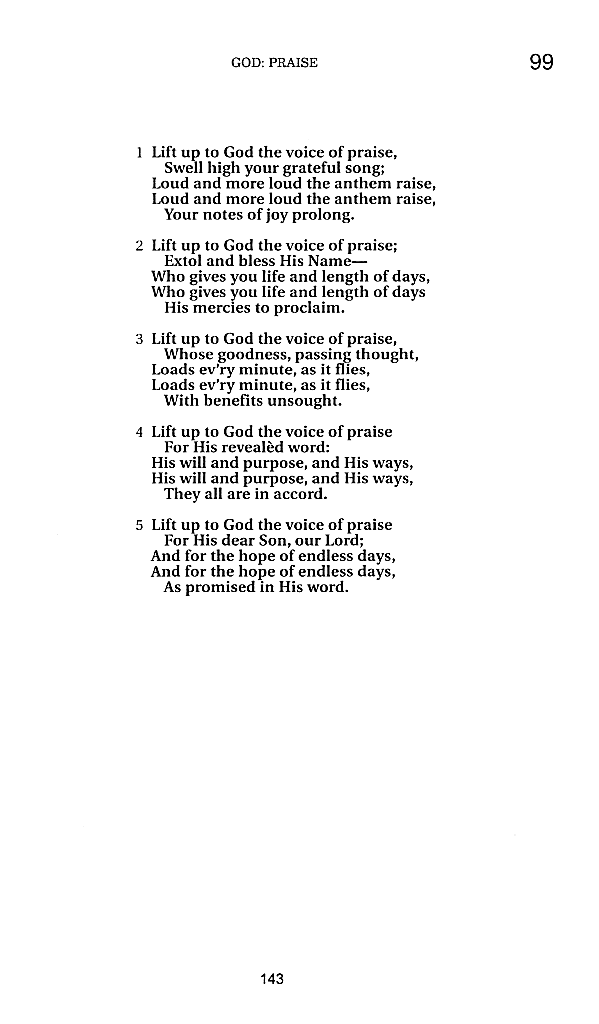 GOD: PRAISE
99
1 Lift up to God the voice of praise,
Swell high your grateful song;
Loud and more loud the anthem raise,
Loud and more loud the anthem raise,
Your notes of joy prolong.
2 Lift up to God the voice of praise;
Extol and bless His Name—
Who gives you life and length of days,
Who gives you life and length of days
His mercies to proclaim.
3 Lift up to God the voice of praise,
Whose goodness, passing thought,
Loads ev'ry minute, as it flies,
Loads ev'ry minute, as it flies,
With benefits unsought.
4 Lift up to God the voice of praise
For His revealèd word:
His will and purpose, and His ways,
His will and purpose, and His ways,
They all are in accord.
5 Lift up to God the voice of praise
For His dear Son, our Lord;
And for the hope of endless days,
And for the hope of endless days,
As promised in His word.
143